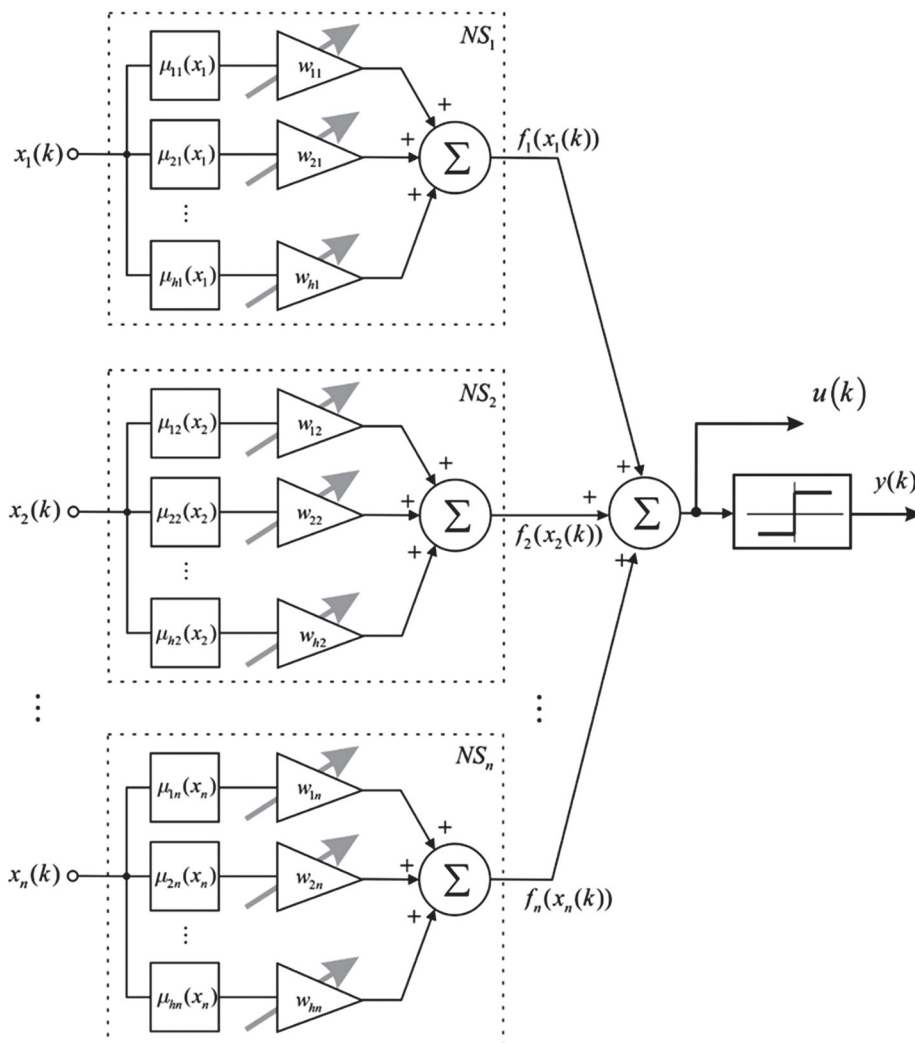 NS₁
μ₁₁(x₁)
w₁₁
+
x₁(k)
μ₂₁(x₁)
w₂₁
+
Σ
f₁(x₁(k))
...
+
μₕ₁(x₁)
wₕ₁
NS₂
μ₁₂(x₂)
w₁₂
+
u(k)
x₂(k)
μ₂₂(x₂)
w₂₂
+
Σ
f₂(x₂(k))
+
+
+
Σ
y(k)
...
+
μₕ₂(x₂)
wₕ₂
...
...
NSₙ
μ₁ₙ(xₙ)
w₁ₙ
+
xₙ(k)
μ₂ₙ(xₙ)
w₂ₙ
+
Σ
fₙ(xₙ(k))
...
+
μₕₙ(xₙ)
wₕₙ